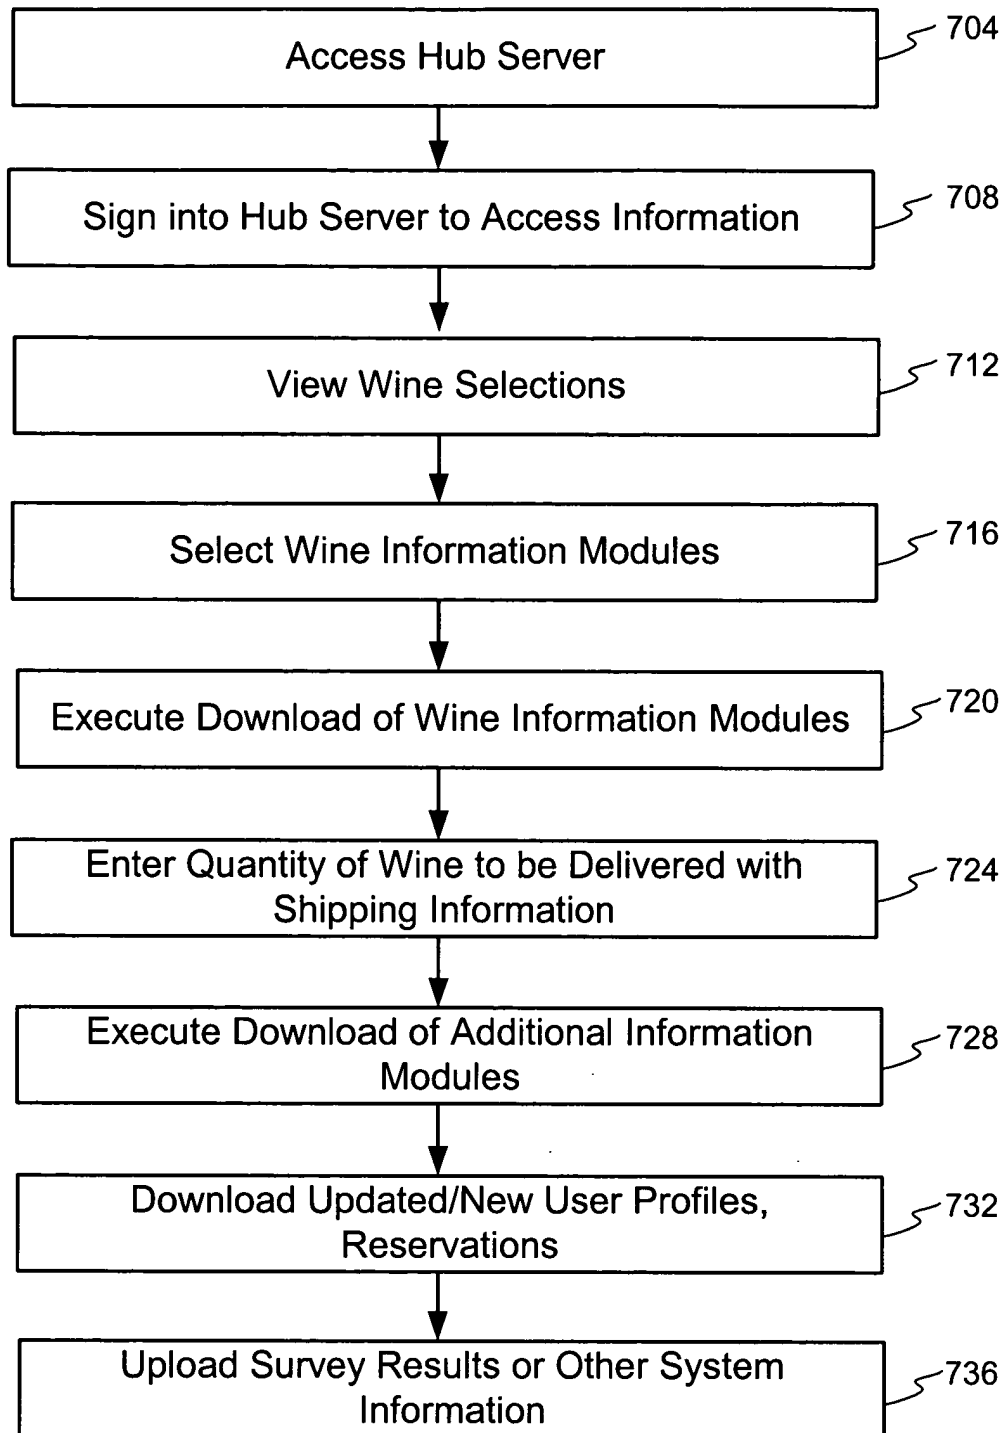 Access Hub Server
704
Sign into Hub Server to Access Information
708
View Wine Selections
712
Select Wine Information Modules
716
Execute Download of Wine Information Modules
720
Enter Quantity of Wine to be Delivered with
Shipping Information
724
Execute Download of Additional Information
Modules
728
Download Updated/New User Profiles,
Reservations
732
Upload Survey Results or Other System
Information
736